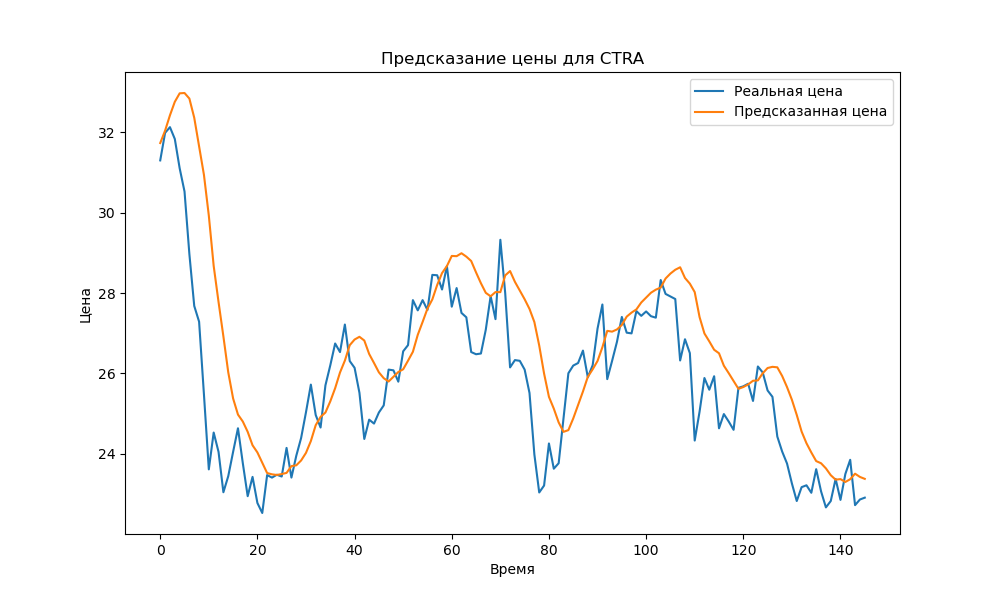 Предсказание цены для CTRA
Реальная цена
Предсказанная цена
Цена
32
30
28
26
24
0 20 40 60 80 100 120 140
Время